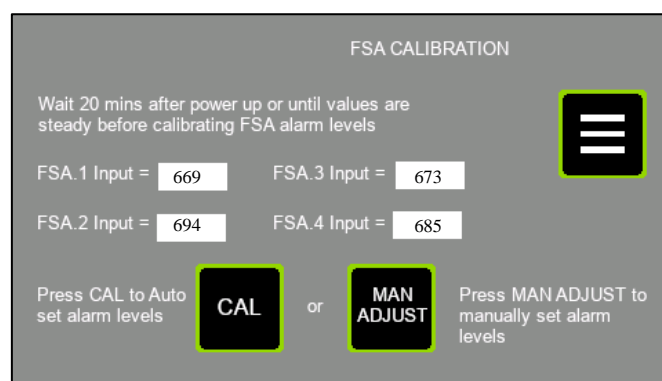 FSA CALIBRATION
Wait 20 mins after power up or until values are
steady before calibrating FSA alarm levels
FSA.1 Input = 669
FSA.3 Input = 673
FSA.2 Input = 694
FSA.4 Input = 685
Press CAL to Auto
set alarm levels
CAL
or
MAN
ADJUST
Press MAN ADJUST to
manually set alarm
levels